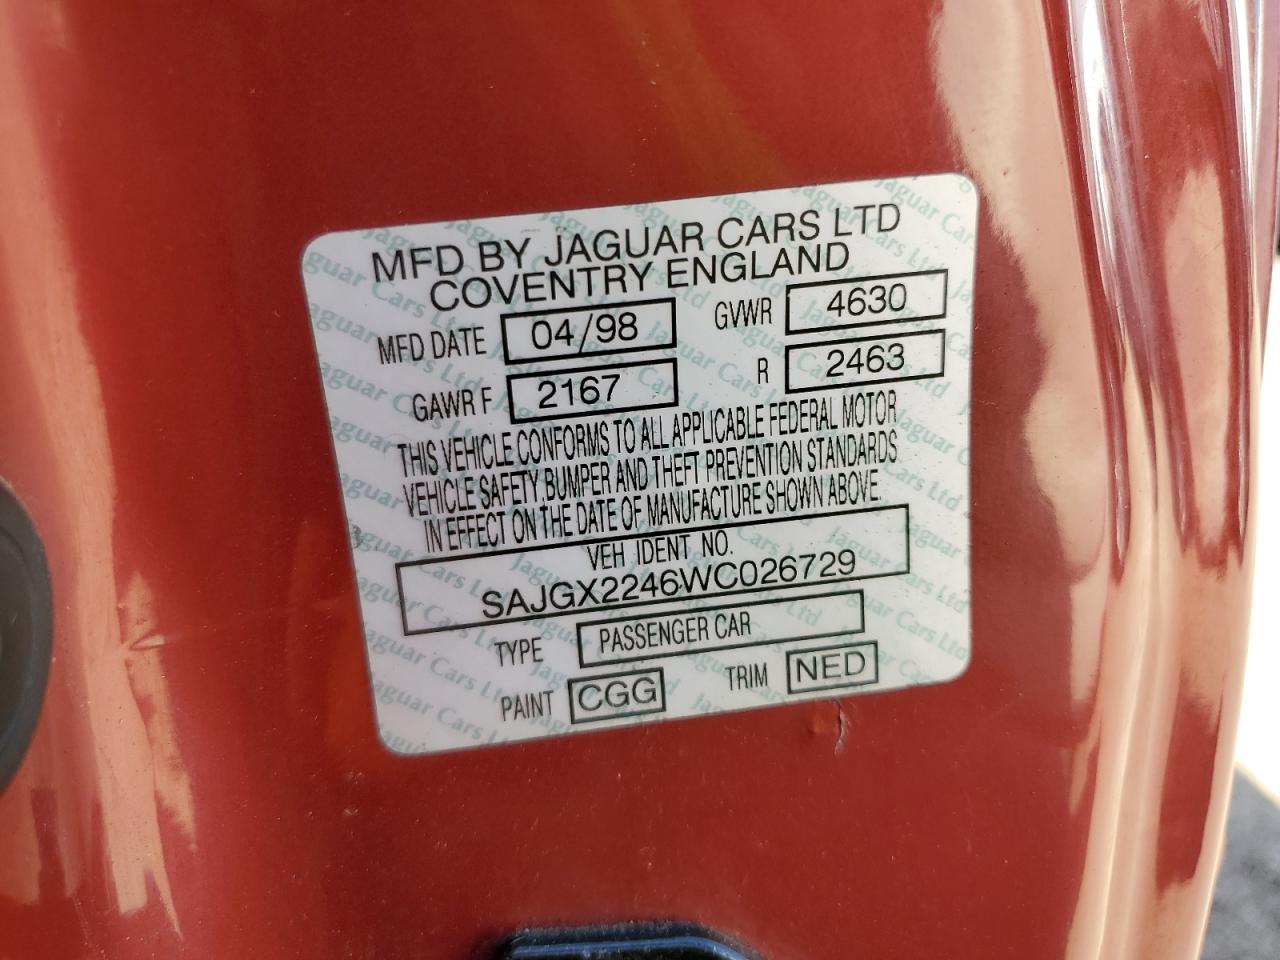 MFD BY JAGUAR CARS LTD
COVENTRY ENGLAND
MFD DATE 04/98 GVWR 4630
GAWR F 2167 R 2463
THIS VEHICLE CONFORMS TO ALL APPLICABLE FEDERAL MOTOR
VEHICLE SAFETY, BUMPER AND THEFT PREVENTION STANDARDS
IN EFFECT ON THE DATE OF MANUFACTURE SHOWN ABOVE.
VEH IDENT NO.
SAJGX2246WC026729
TYPE PASSENGER CAR
PAINT CGG TRIM NED